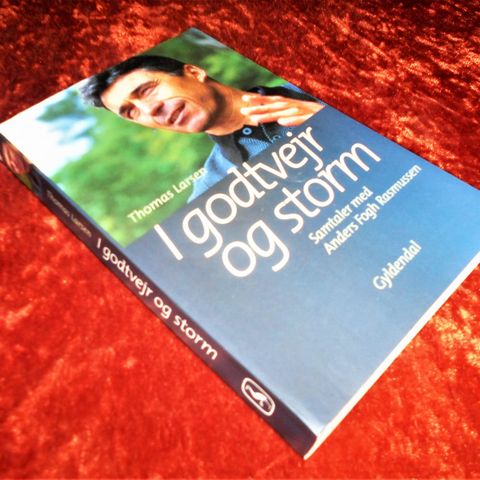 Thomas Larsen
I godtvejr
og storm
Samtaler med
Anders Fogh Rasmussen
Gyldendal
Thomas Larsen
I godtvejr og storm